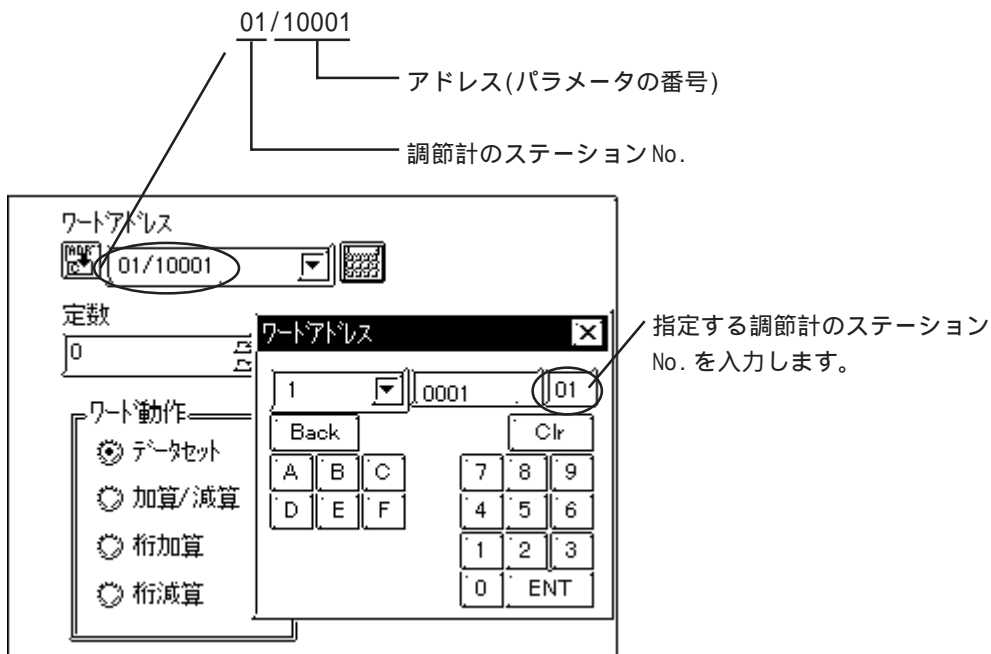 01/10001
アドレス(パラメータの番号)
調節計のステーションNo.
ワードアドレス
01/10001
定数
0
ワード動作
データセット
加算/減算
桁加算
桁減算
ワードアドレス
1 0001 01
Back Clr
A B C 7 8 9
D E F 4 5 6
1 2 3
0 ENT
指定する調節計のステーション
No.を入力します。